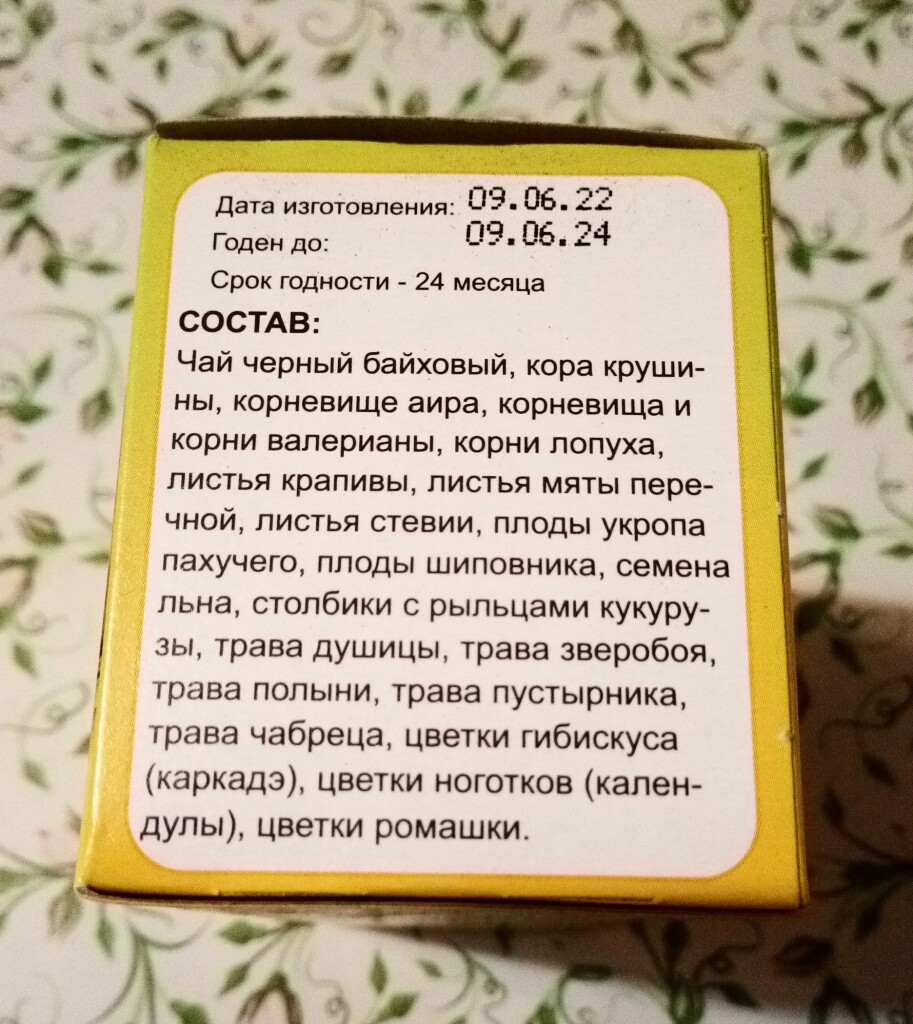 Дата изготовления: 09.06.22
Годен до: 09.06.24
Срок годности - 24 месяца
СОСТАВ:
Чай черный байховый, кора круши-
ны, корневище аира, корневища и
корни валерианы, корни лопуха,
листья крапивы, листья мяты пере-
чной, листья стевии, плоды укропа
пахучего, плоды шиповника, семена
льна, столбики с рыльцами кукуру-
зы, трава душицы, трава зверобоя,
трава полыни, трава пустырника,
трава чабреца, цветки гибискуса
(каркадэ), цветки ноготков (кален-
дулы), цветки ромашки.